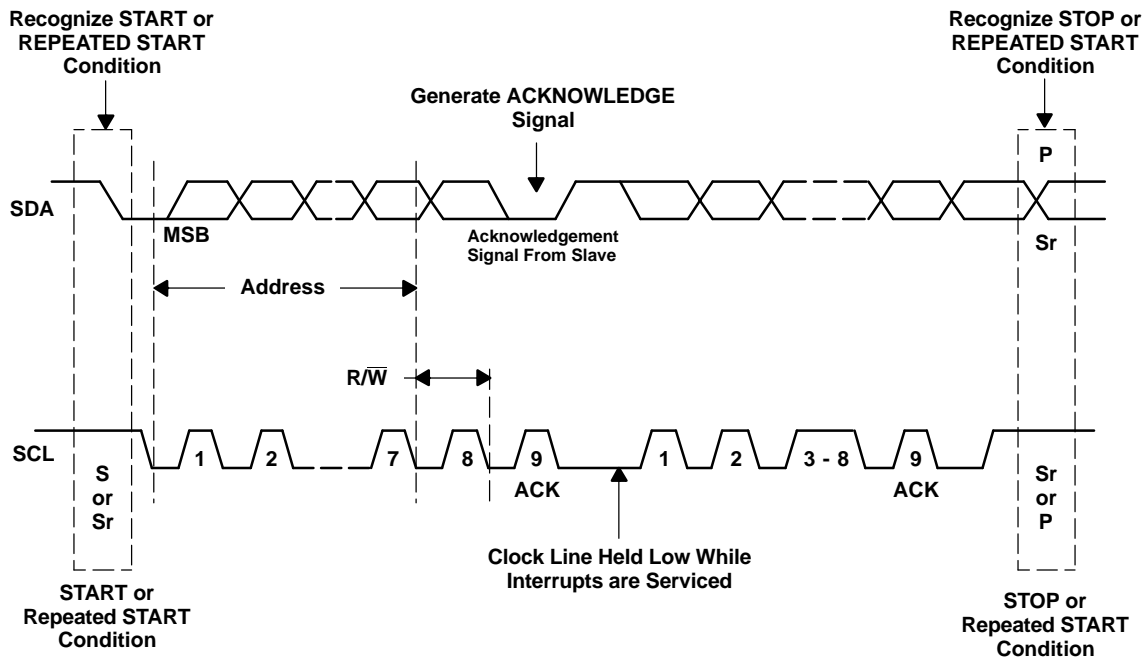 Recognize START or
REPEATED START
Condition
Recognize STOP or
REPEATED START
Condition
Generate ACKNOWLEDGE
Signal
P
SDA
MSB
Acknowledgement
Signal From Slave
Sr
Address
R/W̅
SCL
1
2
7
8
9
1
2
3 - 8
9
ACK
ACK
S
or
Sr
Sr
or
P
Clock Line Held Low While
Interrupts are Serviced
START or
Repeated START
Condition
STOP or
Repeated START
Condition